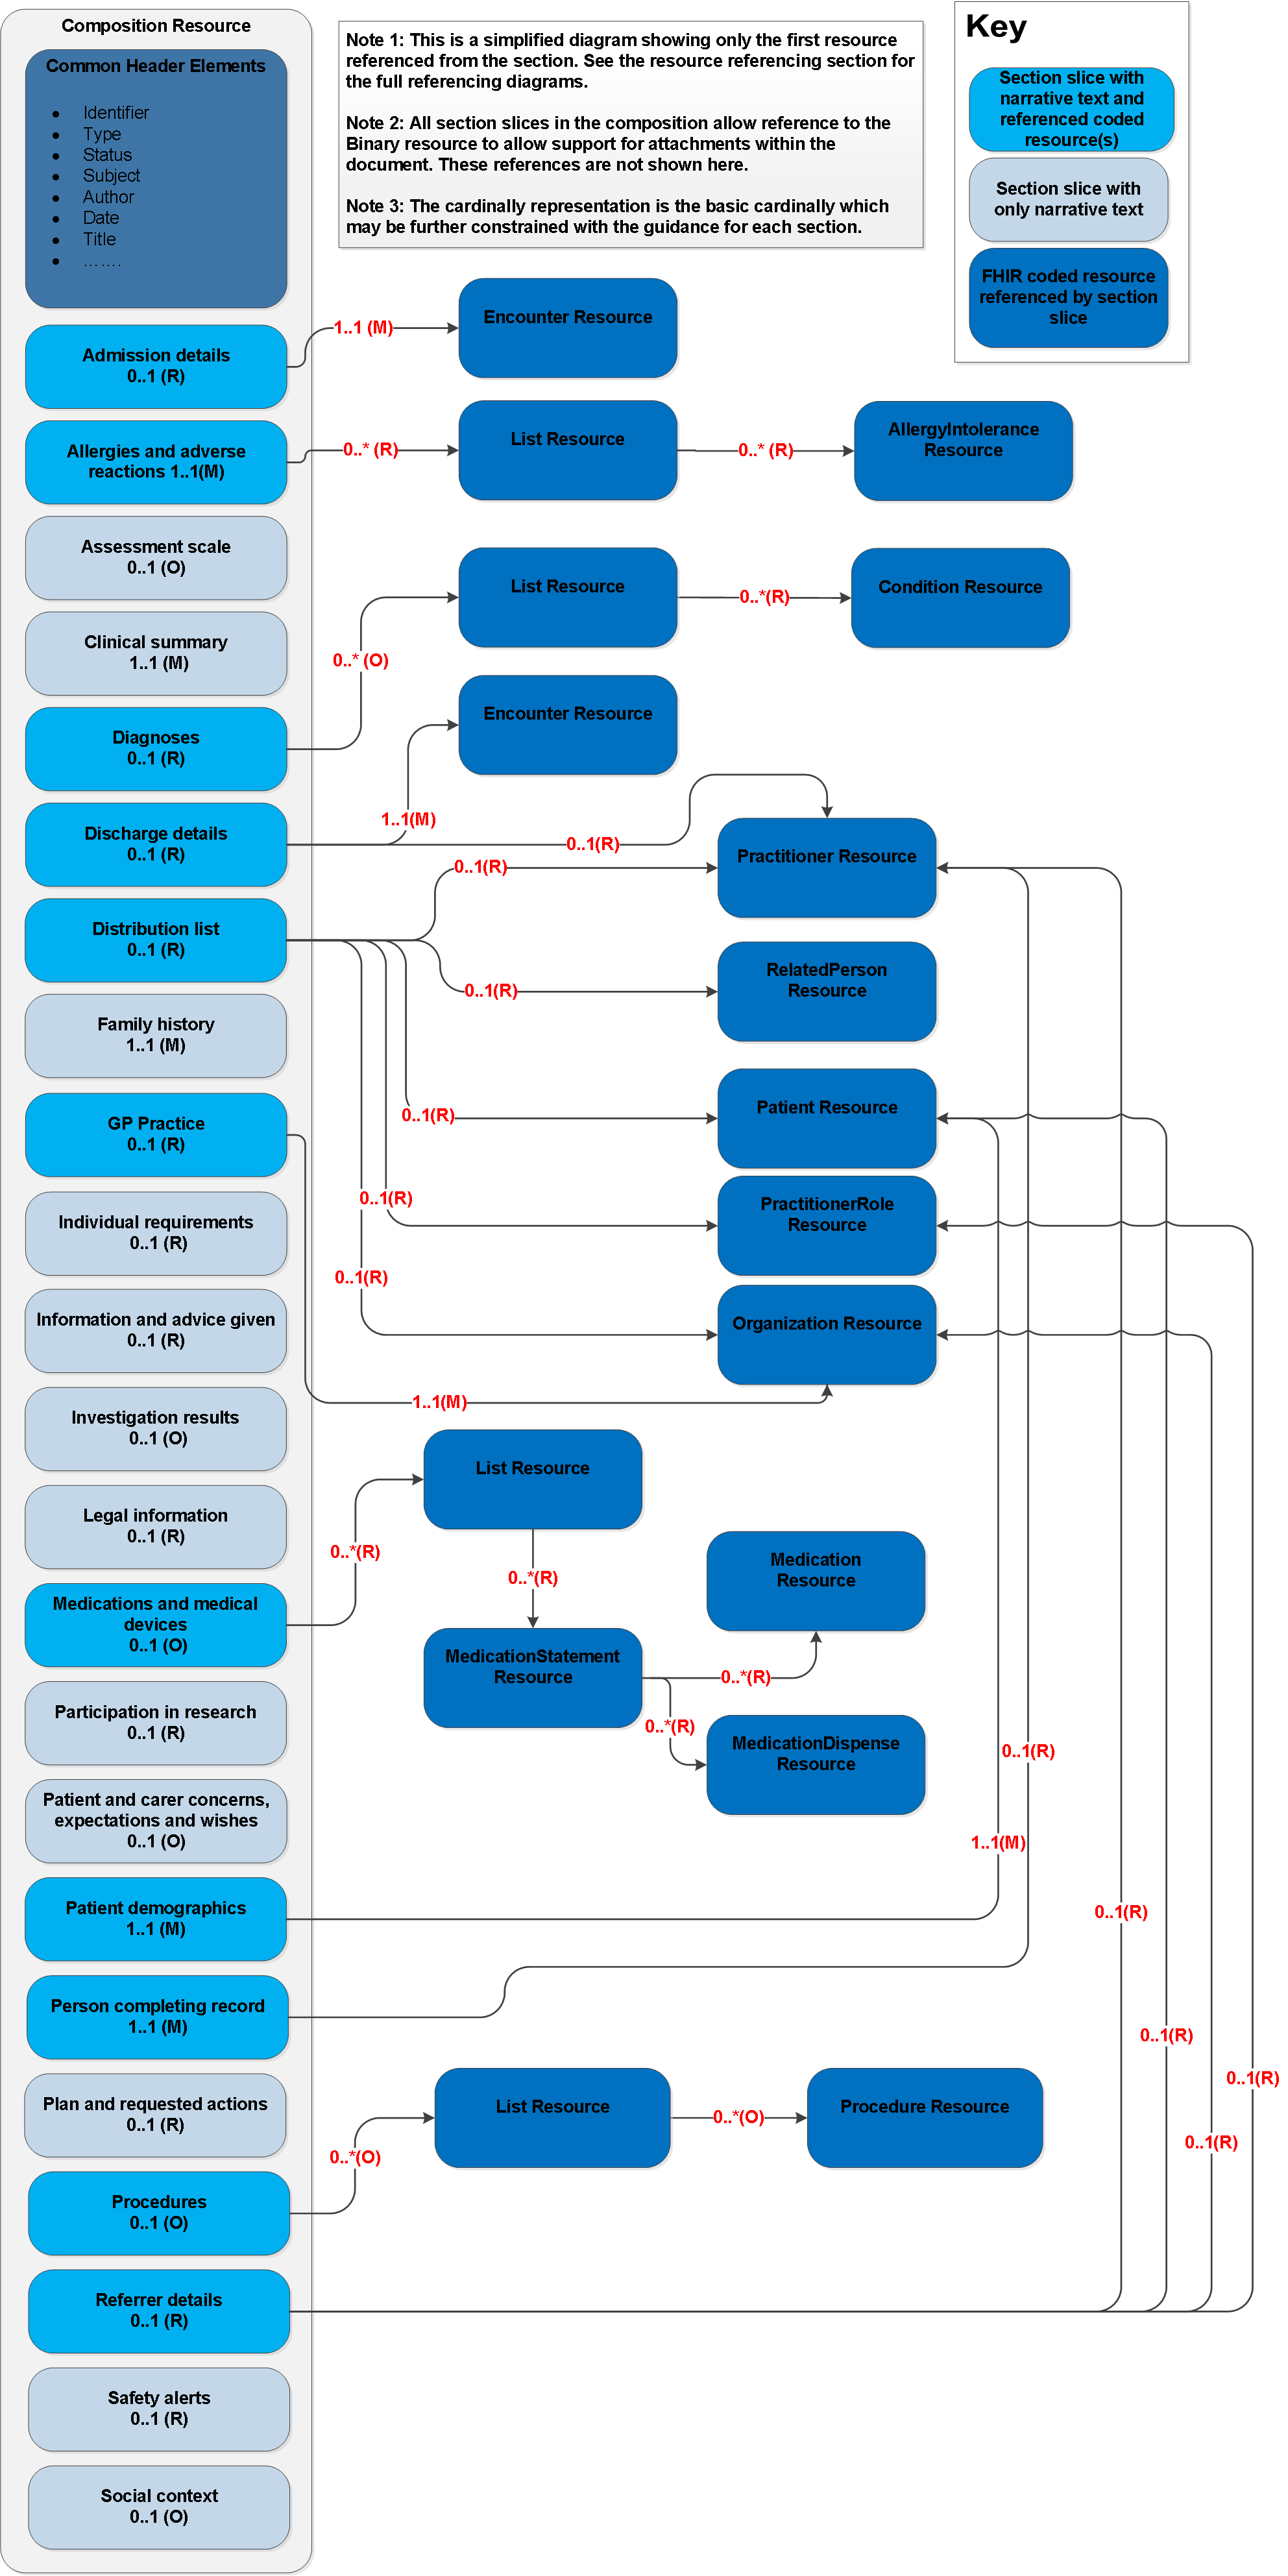 Composition Resource
Common Header Elements
● Identifier
● Type
● Status
● Subject
● Author
● Date
● Title
● …….
Note 1: This is a simplified diagram showing only the first resource
referenced from the section. See the resource referencing section for
the full referencing diagrams.
Note 2: All section slices in the composition allow reference to the
Binary resource to allow support for attachments within the
document. These references are not shown here.
Note 3: The cardinally representation is the basic cardinally which
may be further constrained with the guidance for each section.
Key
Section slice with
narrative text and
referenced coded
resource(s)
Section slice with
only narrative text
FHIR coded resource
referenced by section
slice
Admission details
0..1 (R)
1..1 (M)
Encounter Resource
Allergies and adverse
reactions 1..1(M)
0..* (R)
List Resource
0..* (R)
AllergyIntolerance
Resource
Assessment scale
0..1 (O)
List Resource
0..*(R)
Condition Resource
Clinical summary
1..1 (M)
0..* (O)
Diagnoses
0..1 (R)
Encounter Resource
Discharge details
0..1 (R)
1..1(M)
0..1(R)
Practitioner Resource
Distribution list
0..1 (R)
0..1(R)
0..1(R)
RelatedPerson
Resource
Family history
1..1 (M)
GP Practice
0..1 (R)
0..1(R)
Patient Resource
Individual requirements
0..1 (R)
0..1(R)
PractitionerRole
Resource
Information and advice given
0..1 (R)
0..1(R)
Organization Resource
Investigation results
0..1 (O)
1..1(M)
List Resource
Legal information
0..1 (R)
0..*(R)
0..*(R)
Medication
Resource
Medications and medical
devices
0..1 (O)
MedicationStatement
Resource
0..*(R)
0..*(R)
MedicationDispense
Resource
Participation in research
0..1 (R)
0..1(R)
Patient and carer concerns,
expectations and wishes
0..1 (O)
1..1(M)
Patient demographics
1..1 (M)
0..1(R)
Person completing record
1..1 (M)
0..1(R)
0..1(R)
Plan and requested actions
0..1 (R)
List Resource
0..*(O)
Procedure Resource
0..*(O)
0..1(R)
Procedures
0..1 (O)
Referrer details
0..1 (R)
Safety alerts
0..1 (R)
Social context
0..1 (O)